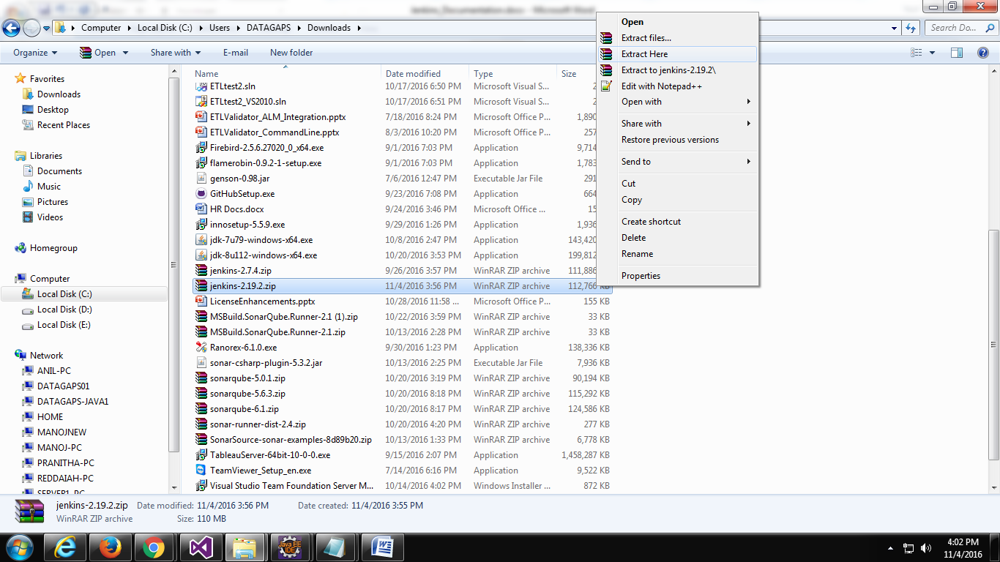 Jenkins_Documentation.docx - Microsoft Word
Computer Local Disk (C:) Users DATAGAPS Downloads
Search Do...
Organize Open Share with E-mail New folder
Favorites
Downloads
Desktop
Recent Places
Libraries
Documents
Music
Pictures
Videos
Homegroup
Computer
Local Disk (C:)
Local Disk (D:)
Local Disk (E:)
Network
ANIL-PC
DATAGAPS01
DATAGAPS-JAVA1
HOME
MANOJNEW
MANOJ-PC
PRANITHA-PC
REDDAIAH-PC
SERVER1-PC
Name Date modified Type Size
ETLtest2.sln 10/17/2016 6:50 PM Microsoft Visual S... 2
ETLtest2_VS2010.sln 10/17/2016 6:51 PM Microsoft Visual S... 2
ETLValidator_ALM_Integration.pptx 7/18/2016 8:24 PM Microsoft Office P... 1,890
ETLValidator_CommandLine.pptx 8/3/2016 10:20 PM Microsoft Office P... 257
Firebird-2.5.6.27020_0_x64.exe 9/1/2016 7:03 PM Application 9,714
flamerobin-0.9.2-1-setup.exe 9/1/2016 7:03 PM Application 1,783
genson-0.98.jar 7/6/2016 12:47 PM Executable Jar File 291
GitHubSetup.exe 9/23/2016 7:08 PM Application 664
HR Docs.docx 9/24/2016 3:46 PM Microsoft Office ... 15
innosetup-5.5.9.exe 9/29/2016 1:26 PM Application 1,936
jdk-7u79-windows-x64.exe 10/8/2016 2:47 PM Application 143,420
jdk-8u112-windows-x64.exe 10/20/2016 3:53 PM Application 199,812
jenkins-2.7.4.zip 9/26/2016 3:57 PM WinRAR ZIP archive 111,886
jenkins-2.19.2.zip 11/4/2016 3:56 PM WinRAR ZIP archive 112,766 KB
LicenseEnhancements.pptx 10/28/2016 11:58 ... Microsoft Office P... 155 KB
MSBuild.SonarQube.Runner-2.1 (1).zip 10/22/2016 3:59 PM WinRAR ZIP archive 33 KB
MSBuild.SonarQube.Runner-2.1.zip 10/13/2016 2:28 PM WinRAR ZIP archive 33 KB
Ranorex-6.1.0.exe 9/30/2016 1:23 PM Application 138,336 KB
sonar-csharp-plugin-5.3.2.jar 10/13/2016 2:25 PM Executable Jar File 7,936 KB
sonarqube-5.0.1.zip 10/20/2016 3:19 PM WinRAR ZIP archive 90,194 KB
sonarqube-5.6.3.zip 10/20/2016 8:18 PM WinRAR ZIP archive 115,292 KB
sonarqube-6.1.zip 10/20/2016 8:17 PM WinRAR ZIP archive 124,586 KB
sonar-runner-dist-2.4.zip 10/20/2016 4:20 PM WinRAR ZIP archive 277 KB
SonarSource-sonar-examples-8d89b20.zip 10/13/2016 1:33 PM WinRAR ZIP archive 6,778 KB
TableauServer-64bit-10-0-0.exe 9/15/2016 2:07 PM Application 1,458,287 KB
TeamViewer_Setup_en.exe 7/14/2016 6:16 PM Application 9,522 KB
Visual Studio Team Foundation Server M... 10/14/2016 4:02 PM Windows Installer ... 872 KB
Open
Extract files...
Extract Here
Extract to jenkins-2.19.2\
Edit with Notepad++
Open with
Share with
Restore previous versions
Send to
Cut
Copy
Create shortcut
Delete
Rename
Properties
jenkins-2.19.2.zip Date modified: 11/4/2016 3:56 PM Date created: 11/4/2016 3:55 PM
WinRAR ZIP archive Size: 110 MB
Java EE
IDE
4:02 PM
11/4/2016